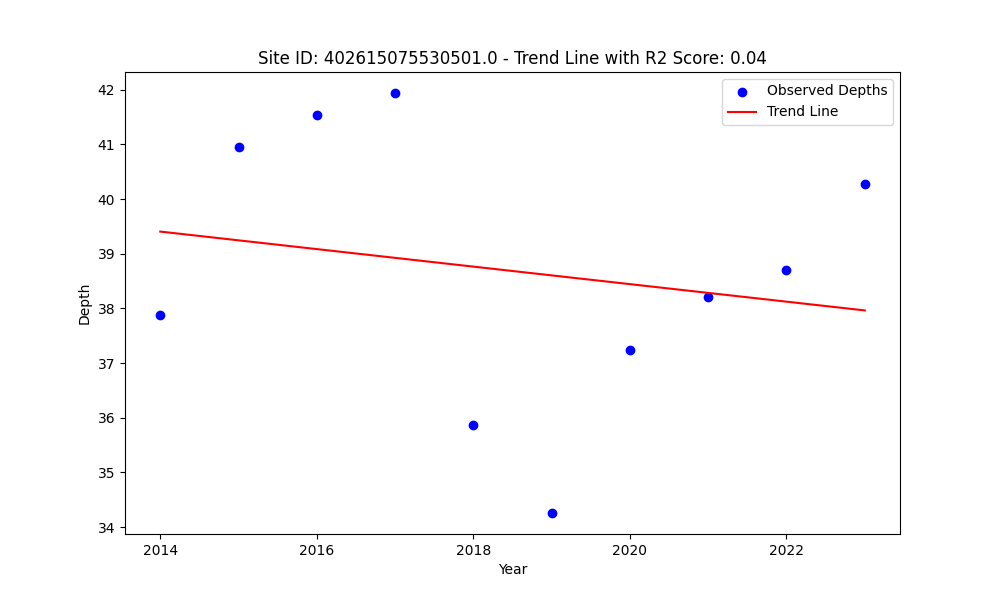 Site ID: 402615075530501.0 - Trend Line with R2 Score: 0.04
Observed Depths
Trend Line
42
41
40
39
38
37
36
35
34
Depth
2014
2016
2018
2020
2022
Year